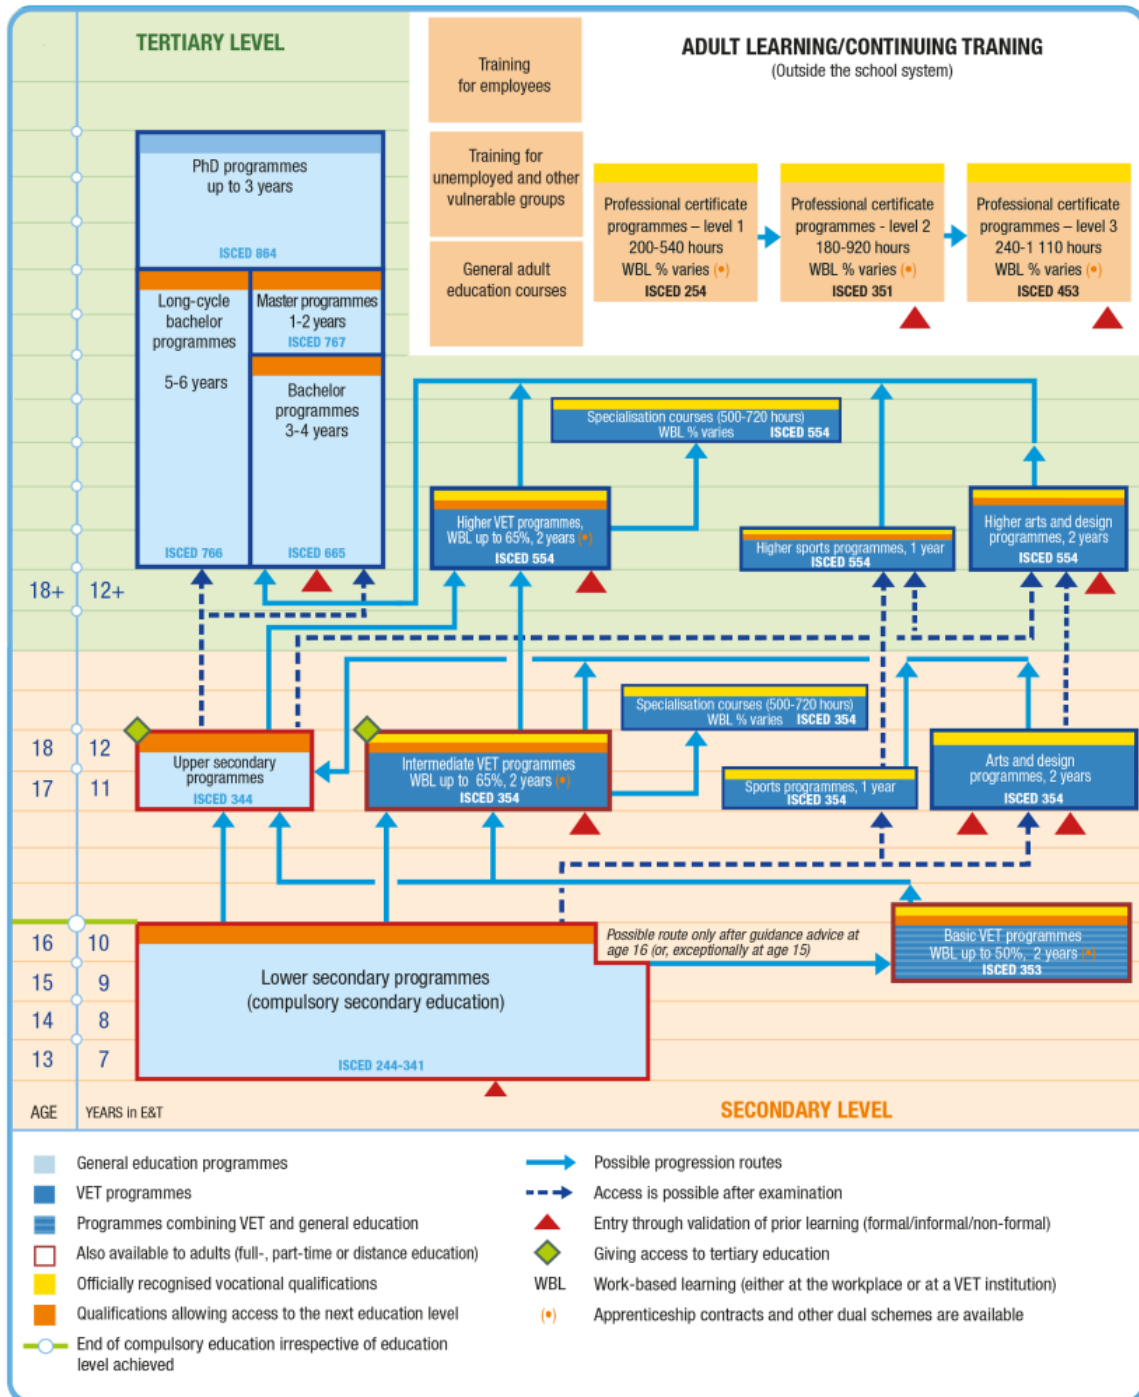 TERTIARY LEVEL
Training
for employees
ADULT LEARNING/CONTINUING TRANING
(Outside the school system)
Training for
unemployed and other
vulnerable groups
General adult
education courses
Professional certificate
programmes – level 1
200-540 hours
WBL % varies (•)
ISCED 254
Professional certificate
programmes - level 2
180-920 hours
WBL % varies (•)
ISCED 351
Professional certificate
programmes – level 3
240-1 110 hours
WBL % varies (•)
ISCED 453
PhD programmes
up to 3 years
ISCED 864
Long-cycle
bachelor
programmes
5-6 years
ISCED 766
Master programmes
1-2 years
ISCED 767
Bachelor
programmes
3-4 years
ISCED 665
Specialisation courses (500-720 hours)
WBL % varies ISCED 554
Higher VET programmes,
WBL up to 65%, 2 years (•)
ISCED 554
Higher sports programmes, 1 year
ISCED 554
Higher arts and design
programmes, 2 years
ISCED 554
18+ 12+
Specialisation courses (500-720 hours)
WBL % varies ISCED 354
18 12
17 11
Upper secondary
programmes
ISCED 344
Intermediate VET programmes
WBL up to 65%, 2 years (•)
ISCED 354
Sports programmes, 1 year
ISCED 354
Arts and design
programmes, 2 years
ISCED 354
16 10
15 9
14 8
13 7
Lower secondary programmes
(compulsory secondary education)
ISCED 244-341
Possible route only after guidance advice at
age 16 (or, exceptionally at age 15)
Basic VET programmes
WBL up to 50%, 2 years (•)
ISCED 353
AGE YEARS in E&T
SECONDARY LEVEL
General education programmes
VET programmes
Programmes combining VET and general education
Also available to adults (full-, part-time or distance education)
Officially recognised vocational qualifications
Qualifications allowing access to the next education level
End of compulsory education irrespective of education
level achieved
Possible progression routes
Access is possible after examination
Entry through validation of prior learning (formal/informal/non-formal)
Giving access to tertiary education
WBL Work-based learning (either at the workplace or at a VET institution)
(•) Apprenticeship contracts and other dual schemes are available